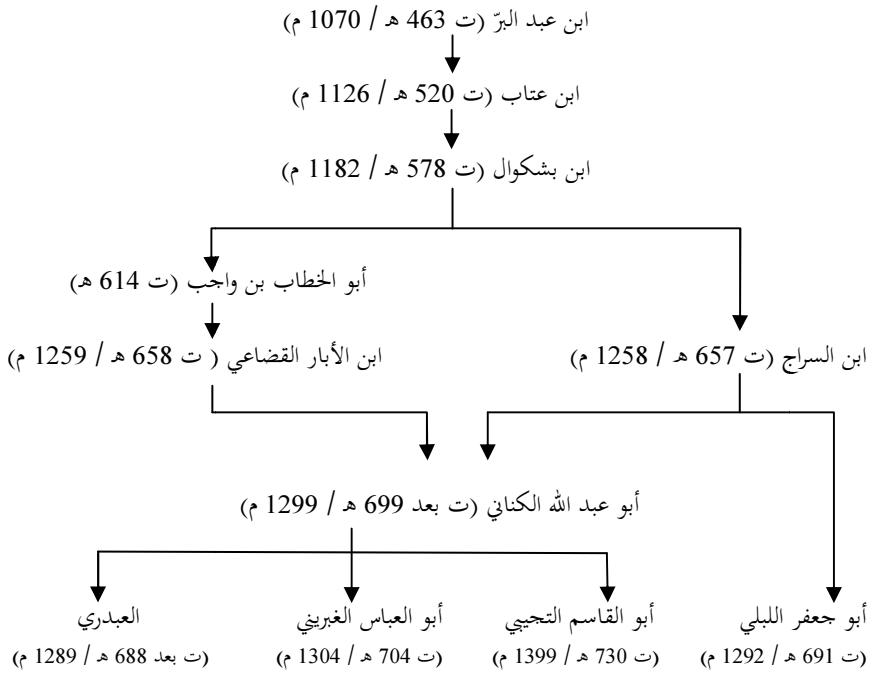 ابن عبد البرّ (ت 463 هـ / 1070 م)
ابن عتاب (ت 520 هـ / 1126 م)
ابن بشكوال (ت 578 هـ / 1182 م)
أبو الخطاب بن واجب (ت 614 هـ)
ابن السراج (ت 657 هـ / 1258 م)
ابن الأبار القضاعي ( ت 658 هـ / 1259 م)
أبو عبد الله الكناني (ت بعد 699 هـ / 1299 م)
أبو جعفر اللبلي
(ت 691 هـ / 1292 م)
أبو القاسم التجيبي
(ت 730 هـ / 1399 م)
أبو العباس الغبريني
(ت 704 هـ / 1304 م)
العبدري
(ت بعد 688 هـ / 1289 م)